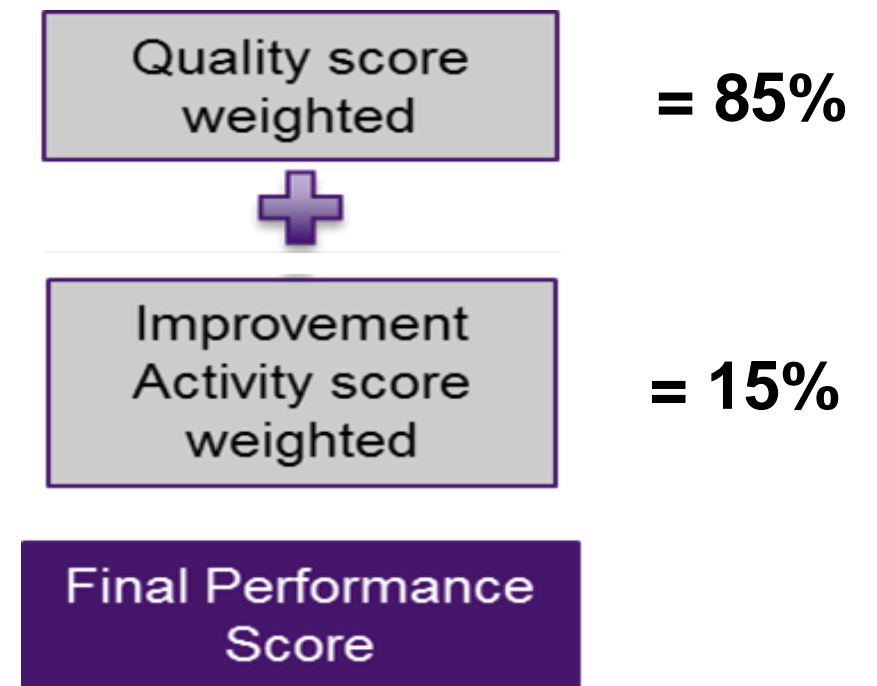 Quality score
weighted
= 85%
Improvement
Activity score
weighted
= 15%
Final Performance
Score